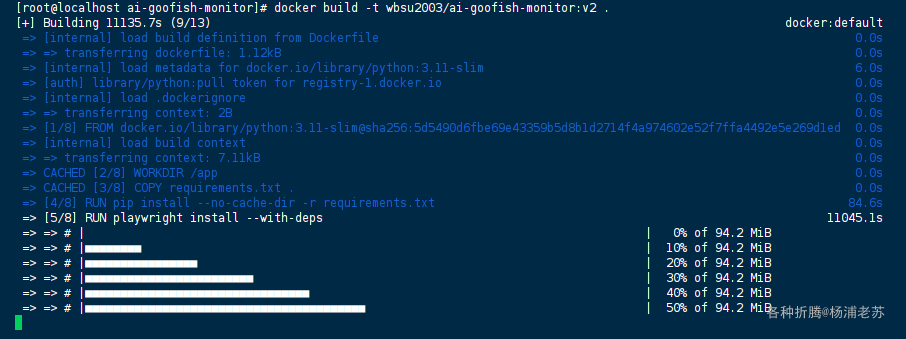 [root@localhost ai-goofish-monitor]# docker build -t wbsu2003/ai-goofish-monitor:v2 .
[+] Building 11135.7s (9/13) docker:default
=> [internal] load build definition from Dockerfile 0.0s
=> => transferring dockerfile: 1.12kB 0.0s
=> [internal] load metadata for docker.io/library/python:3.11-slim 6.0s
=> [auth] library/python:pull token for registry-1.docker.io 0.0s
=> [internal] load .dockerignore 0.0s
=> => transferring context: 2B 0.0s
=> [1/8] FROM docker.io/library/python:3.11-slim@sha256:5d5490d6fbe69e43359b5d8b1d2714f4a974602e52f7ffa4492e5e269d1ed 0.0s
=> [internal] load build context 0.0s
=> => transferring context: 7.11kB 0.0s
=> CACHED [2/8] WORKDIR /app 0.0s
=> CACHED [3/8] COPY requirements.txt . 0.0s
=> [4/8] RUN pip install --no-cache-dir -r requirements.txt 84.6s
=> [5/8] RUN playwright install --with-deps 11045.1s
=> => # | | 0% of 94.2 MiB
=> => # |■■■■■■■■ | 10% of 94.2 MiB
=> => # |■■■■■■■■■■■■■■■■ | 20% of 94.2 MiB
=> => # |■■■■■■■■■■■■■■■■■■■■■■■■ | 30% of 94.2 MiB
=> => # |■■■■■■■■■■■■■■■■■■■■■■■■■■■■■■■■ | 40% of 94.2 MiB
=> => # |■■■■■■■■■■■■■■■■■■■■■■■■■■■■■■■■■■■■■■■■ | 50% of 94.2 MiB
各种折腾@杨浦老苏